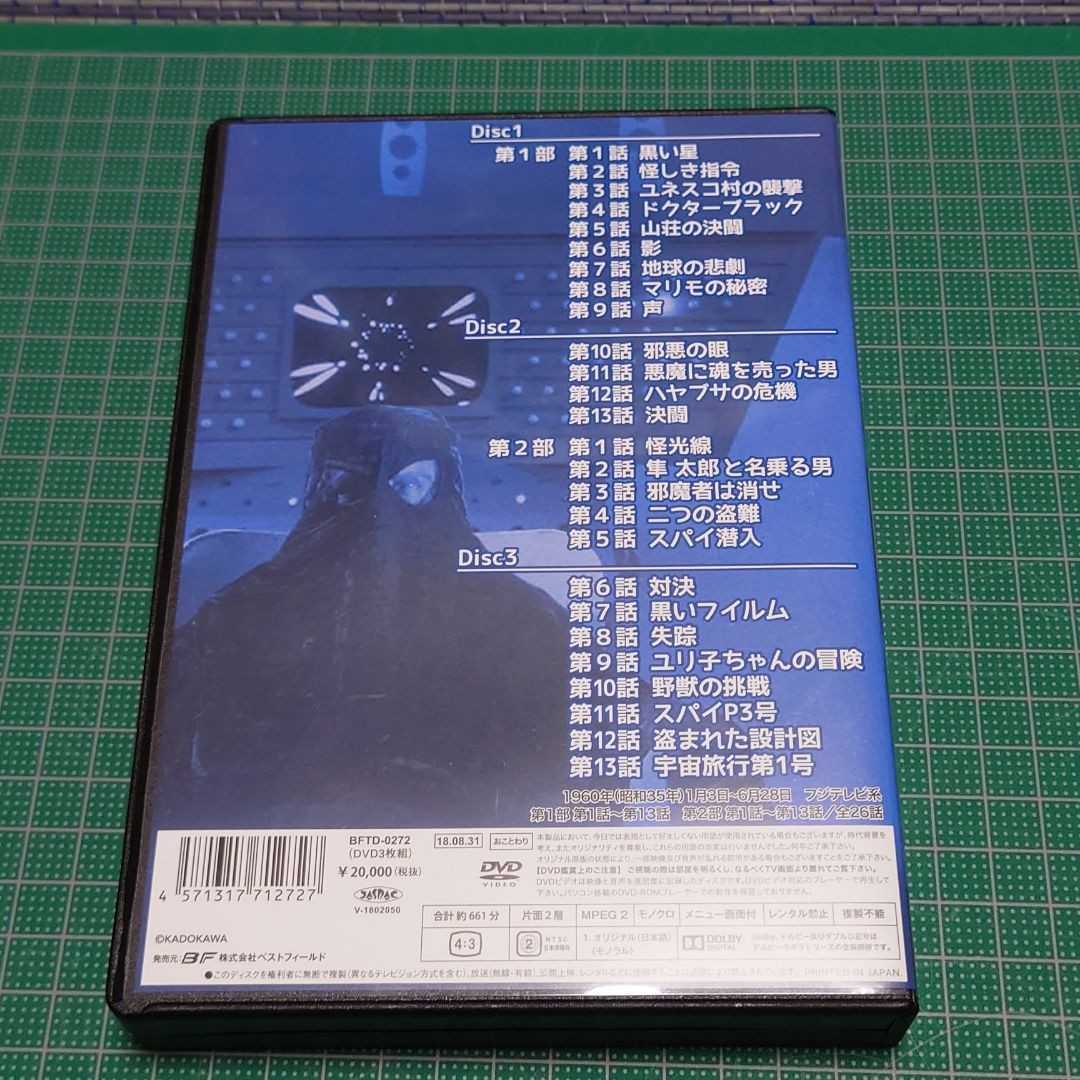 Disc1
第1部 第1話 黒い星
第2話 怪しき指令
第3話 ユネスコ村の襲撃
第4話 ドクターブラック
第5話 山荘の決闘
第6話 影
第7話 地球の悲劇
第8話 マリモの秘密
第9話 声
Disc2
第10話 邪悪の眼
第11話 悪魔に魂を売った男
第12話 ハヤブサの危機
第13話 決闘
第2部 第1話 怪光線
第2話 隼 太郎と名乗る男
第3話 邪魔者は消せ
第4話 二つの盗難
第5話 スパイ潜入
Disc3
第6話 対決
第7話 黒いフイルム
第8話 失踪
第9話 ユリ子ちゃんの冒険
第10話 野獣の挑戦
第11話 スパイP3号
第12話 盗まれた設計図
第13話 宇宙旅行第1号
1960年(昭和35年)1月3日~6月28日 フジテレビ系
第1部 第1話~第13話 第2部 第1話~第13話/全26話
4 571317 712727
BFTD-0272
(DVD3枚組)
¥20,000(税抜)
18.08.31
おことわり
DVD
VIDEO
JASRAC
V-1802050
合計 約661分 片面2層 MPEG 2 モノクロ メニュー画面付 レンタル禁止 複製不能
4:3
2 NTSC 日本市場向
1. オリジナル(日本語)
(モノラル)
DOLBY
DIGITAL
©KADOKAWA
発売元: BF 株式会社ベストフィールド
PRINTED IN JAPAN